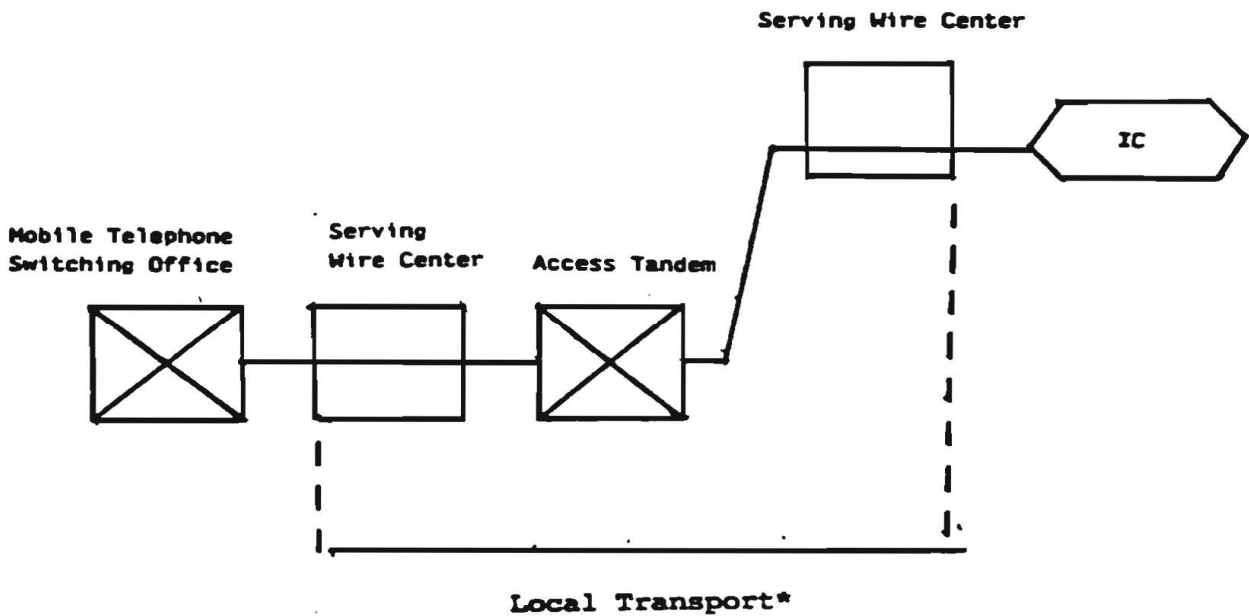 Serving Wire Center
IC
Mobile Telephone
Switching Office
Serving
Wire Center
Access Tandem
Local Transport*